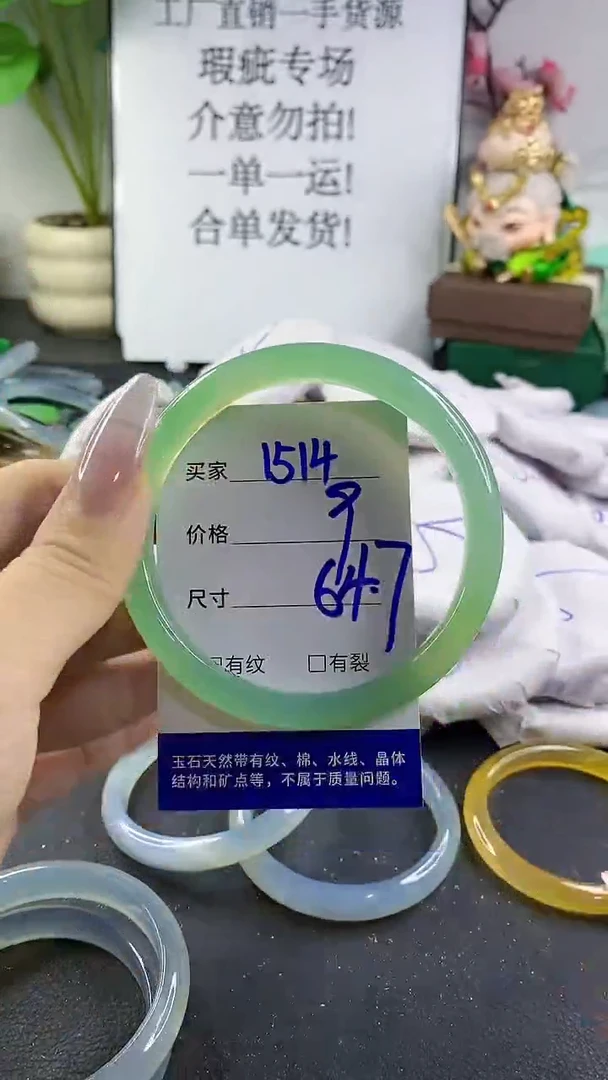 工厂直销一手货源
瑕疵专场
介意勿拍!
一单一运!
合单发货!
买家 1514
价格
尺寸 64.7
有纹 □有裂
玉石天然带有纹、棉、水线、晶体
结构和矿点等，不属于质量问题。